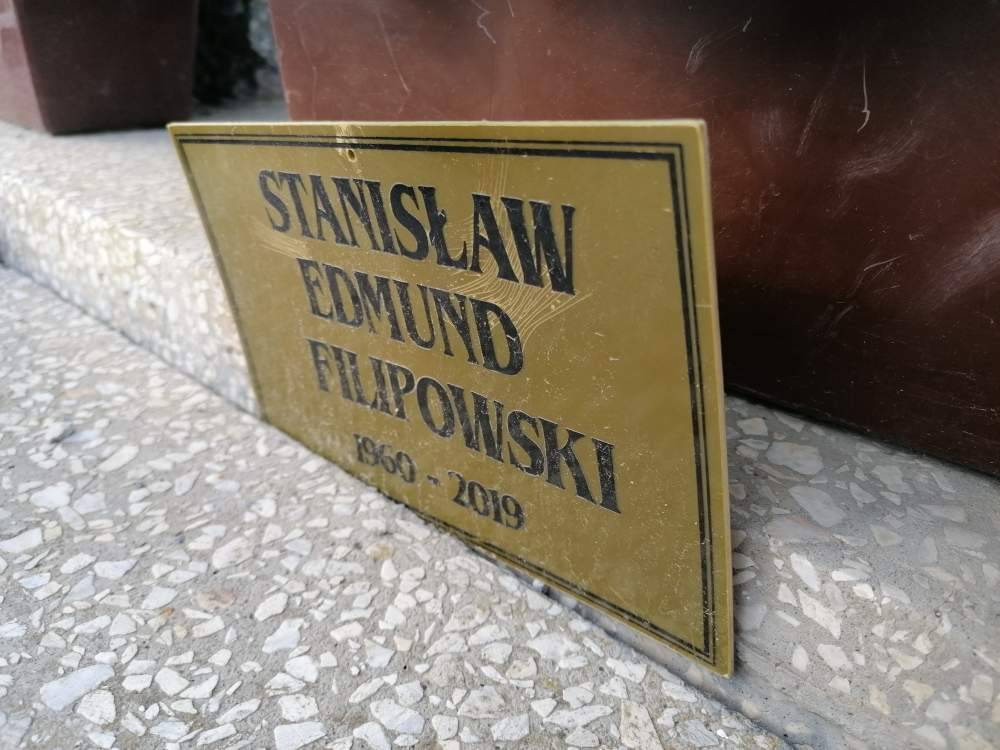 STANISŁAW
EDMUND
FILIPOWSKI
1960 - 2019